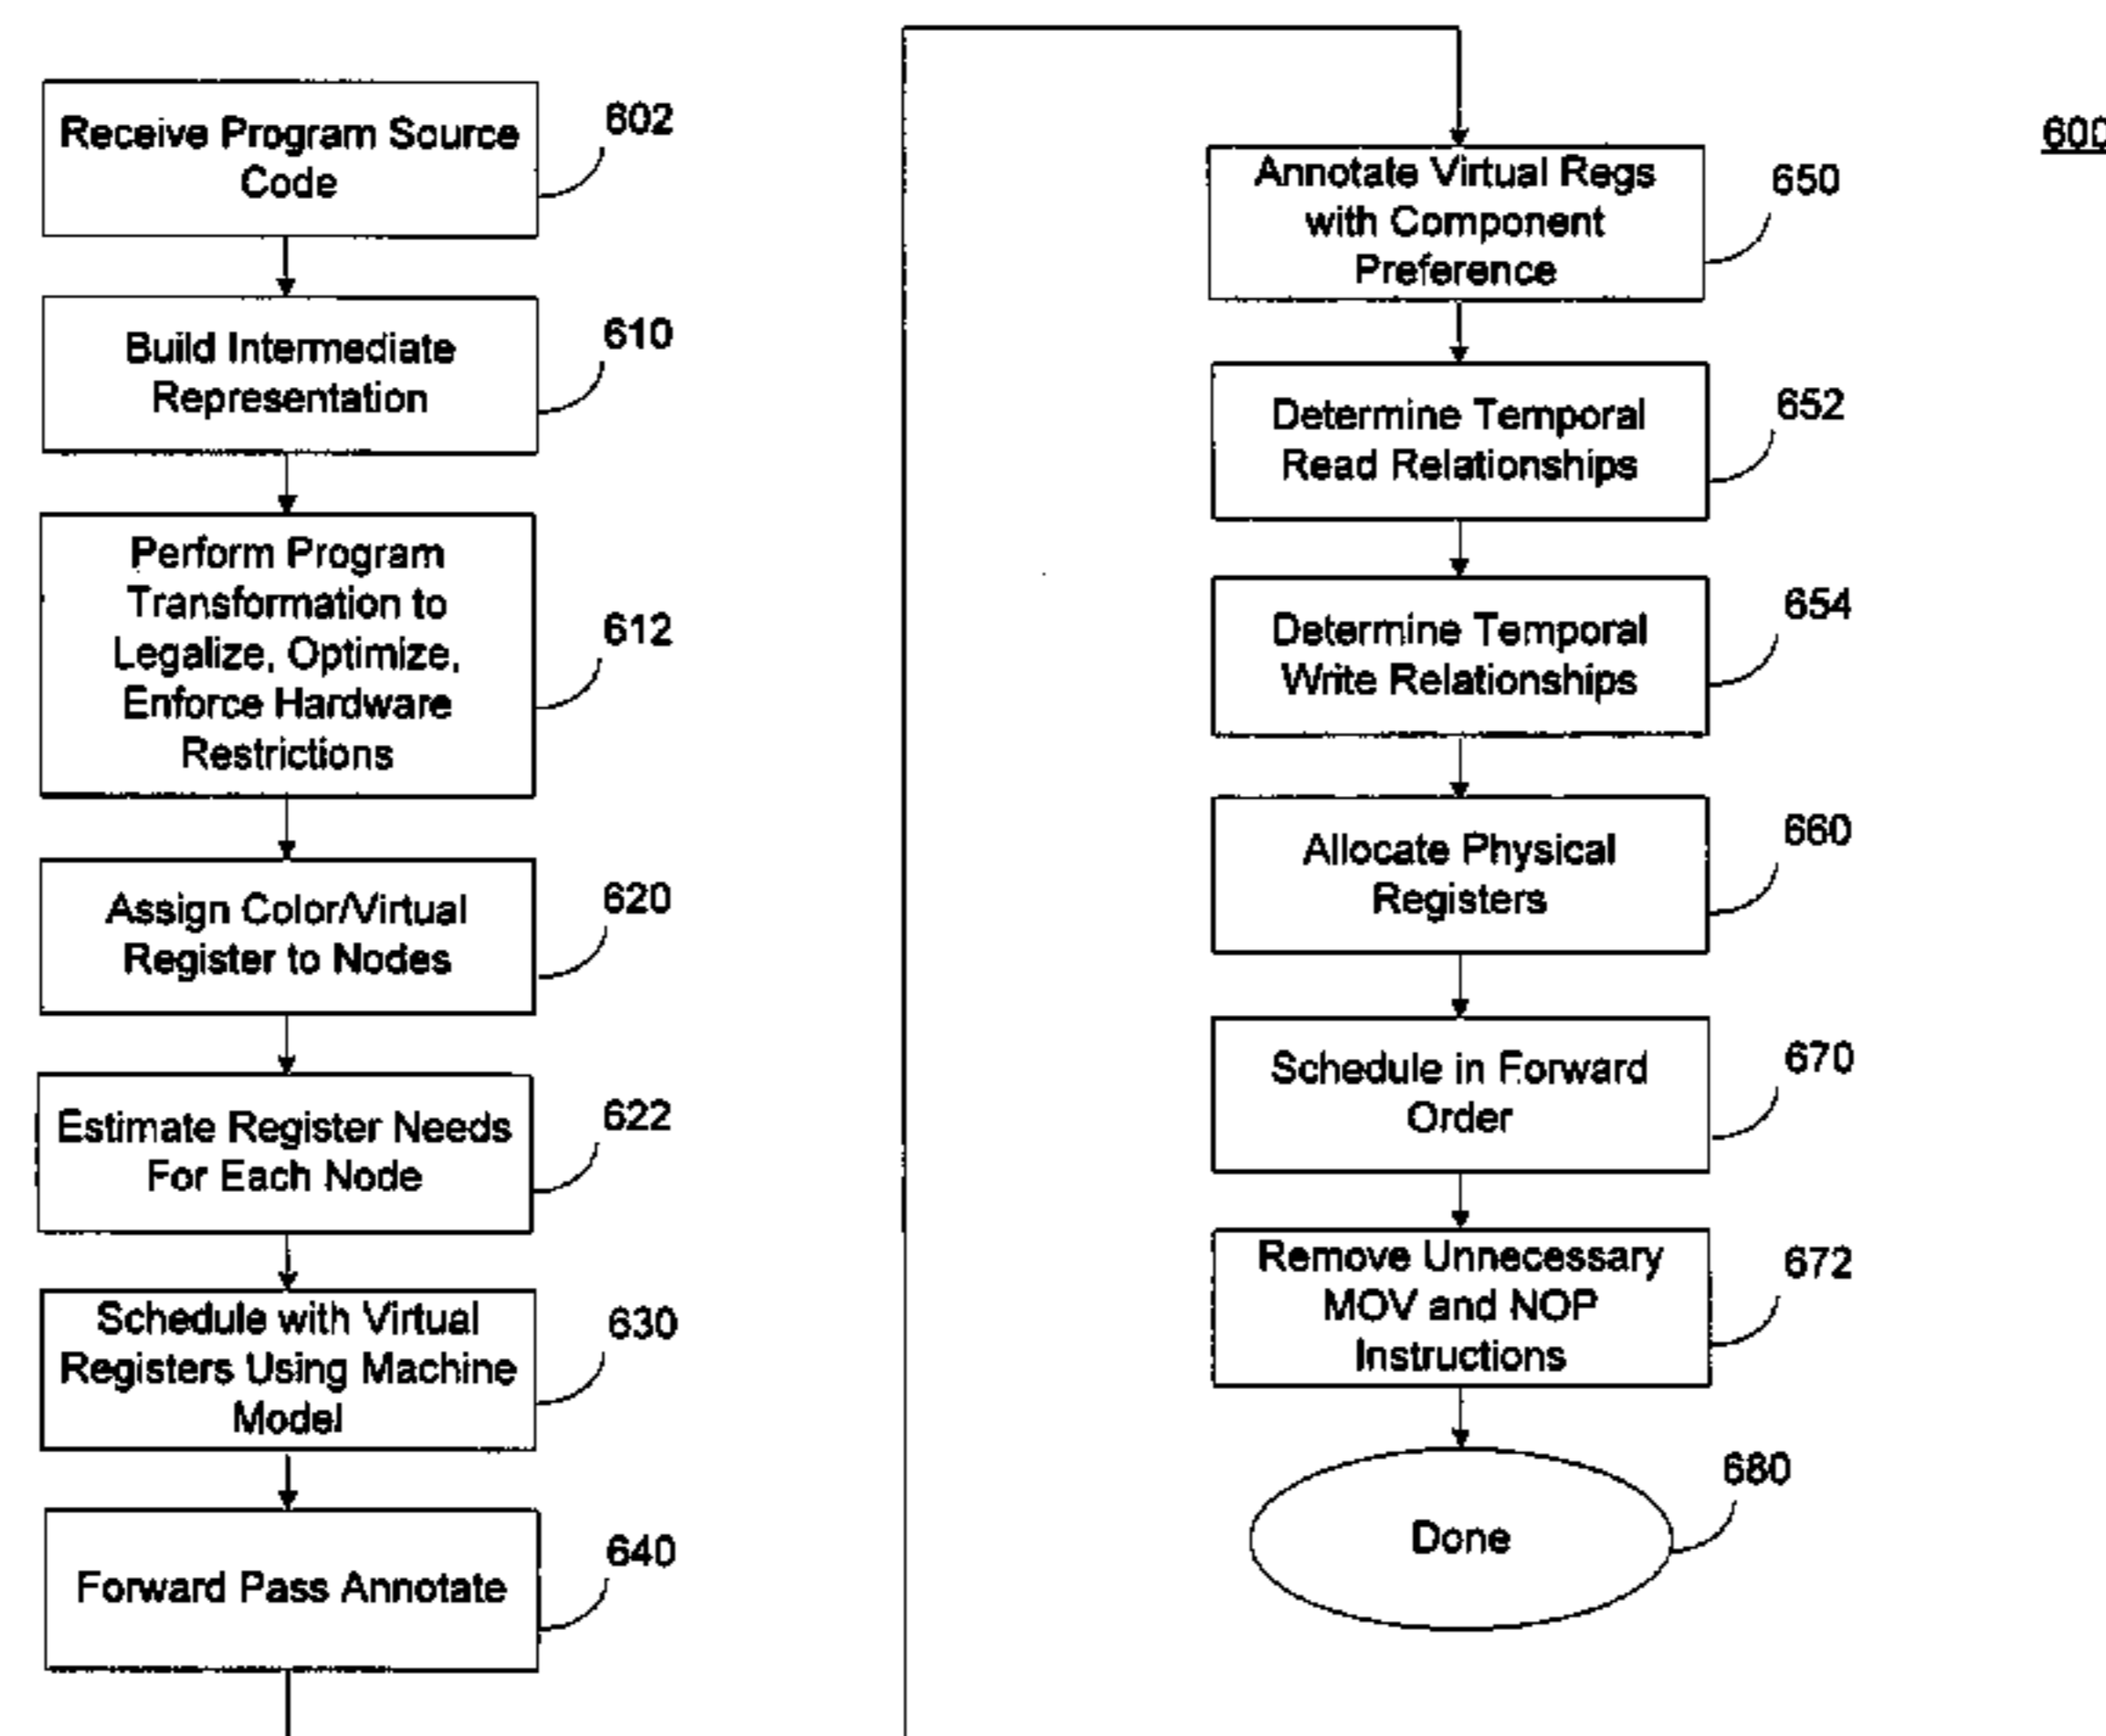 Receive Program Source
Code
602
Build Intermediate
Representation
610
Perform Program
Transformation to
Legalize, Optimize,
Enforce Hardware
Restrictions
612
Assign Color/Virtual
Register to Nodes
620
Estimate Register Needs
For Each Node
622
Schedule with Virtual
Registers Using Machine
Model
630
Forward Pass Annotate
640
Annotate Virtual Regs
with Component
Preference
650
Determine Temporal
Read Relationships
652
Determine Temporal
Write Relationships
654
Allocate Physical
Registers
660
Schedule in Forward
Order
670
Remove Unnecessary
MOV and NOP
Instructions
672
Done
680
600